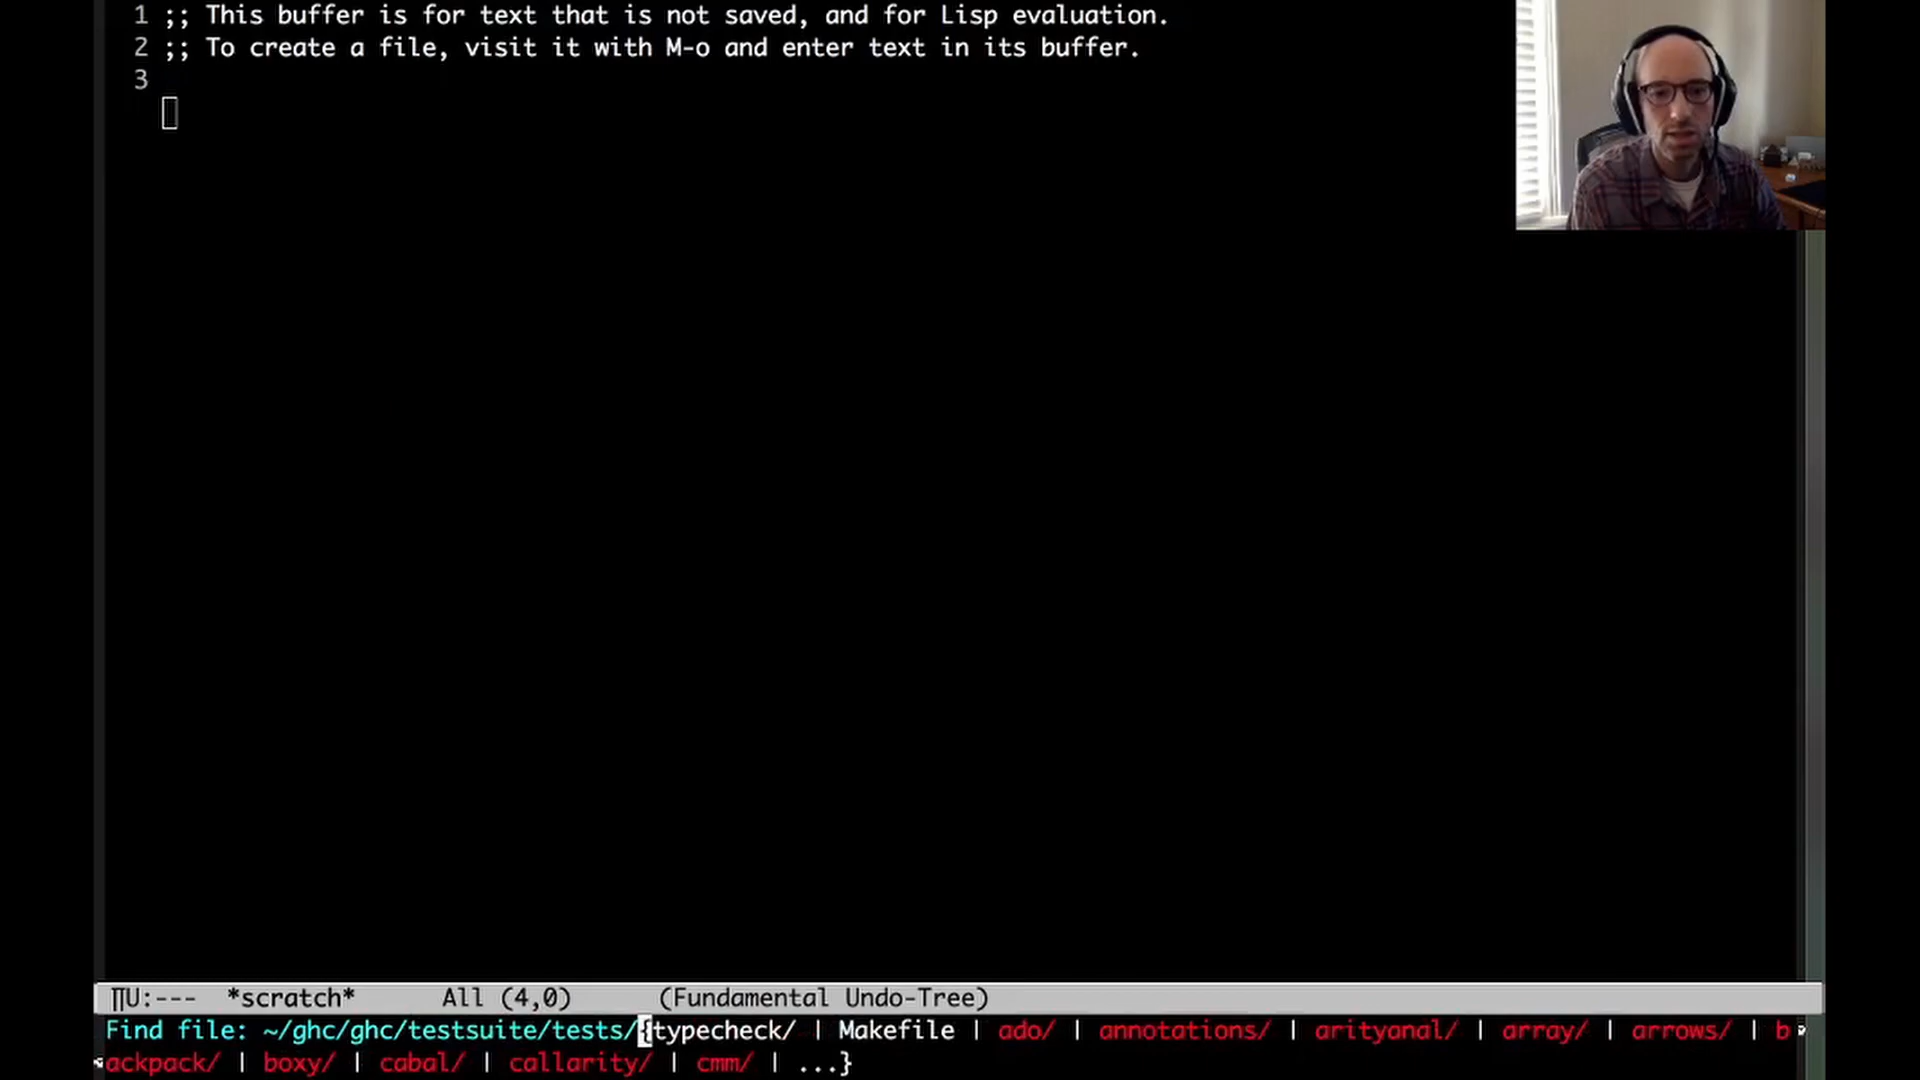 1 ;; This buffer is for text that is not saved, and for Lisp evaluation.
2 ;; To create a file, visit it with M-o and enter text in its buffer.
3
∏U:--- *scratch* All (4,0) (Fundamental Undo-Tree)
Find file: ~/ghc/ghc/testsuite/tests/{typecheck/ | Makefile | ado/ | annotations/ | arityanal/ | array/ | arrows/ | b
ackpack/ | boxy/ | cabal/ | callarity/ | cmm/ | ...}